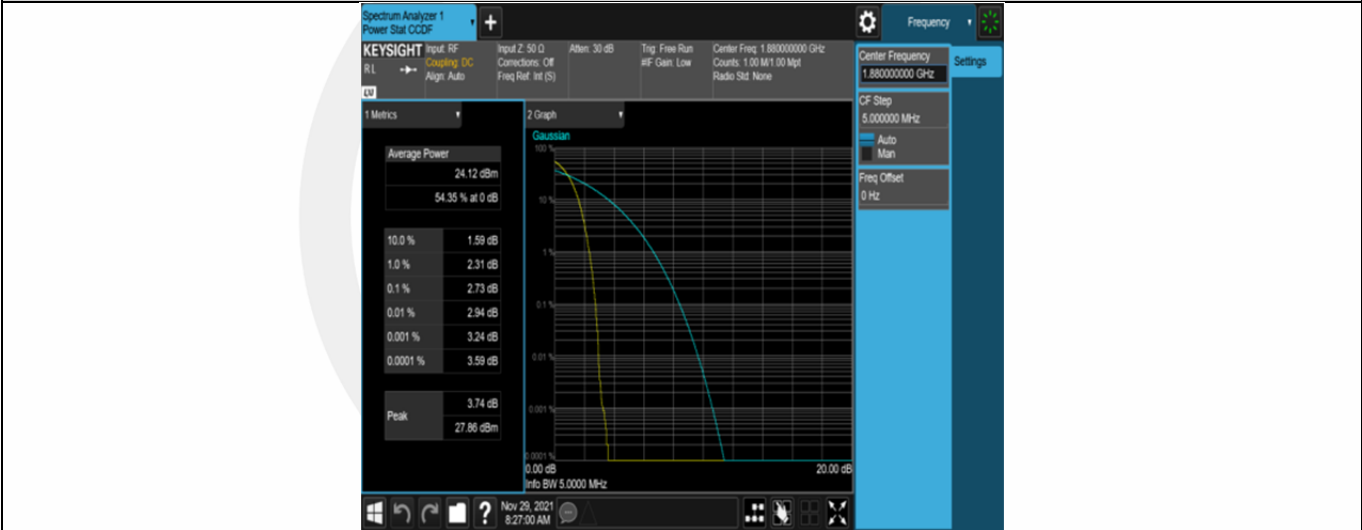 Spectrum Analyzer 1
Power Stat CCDF
+
Frequency
KEYSIGHT
R L
LXI
Input: RF
Coupling: DC
Align: Auto
Input Z: 50 Ω
Corrections: Off
Freq Ref: Int (S)
Atten: 30 dB
Trig: Free Run
#IF Gain: Low
Center Freq: 1.880000000 GHz
Counts: 1.00 M/1.00 Mpt
Radio Std: None
Center Frequency
1.880000000 GHz
Settings
CF Step
5.000000 MHz
Auto
Man
Freq Offset
0 Hz
1 Metrics
Average Power
24.12 dBm
54.35 % at 0 dB
10.0 % 1.59 dB
1.0 % 2.31 dB
0.1 % 2.73 dB
0.01 % 2.94 dB
0.001 % 3.24 dB
0.0001 % 3.59 dB
Peak
3.74 dB
27.86 dBm
2 Graph
Gaussian
100 %
10 %
1 %
0.1 %
0.01 %
0.001 %
0.0001 %
0.00 dB 20.00 dB
Info BW 5.0000 MHz
?
Nov 29, 2021
8:27:00 AM